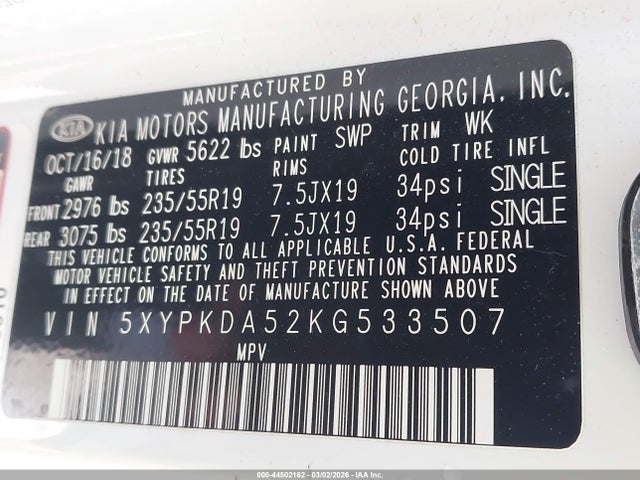 MANUFACTURED BY
KIA KIA MOTORS MANUFACTURING GEORGIA, INC.
OCT/16/18 GVWR 5622 lbs PAINT SWP TRIM WK
GAWR TIRES RIMS COLD TIRE INFL
FRONT 2976 lbs 235/55R19 7.5JX19 34psi SINGLE
REAR 3075 lbs 235/55R19 7.5JX19 34psi SINGLE
THIS VEHICLE CONFORMS TO ALL APPLICABLE U.S.A. FEDERAL
MOTOR VEHICLE SAFETY AND THEFT PREVENTION STANDARDS
IN EFFECT ON THE DATE OF MANUFACTURE SHOWN ABOVE
VIN 5XYPKDA52KG533507
MPV
000-44502162 - 03/02/2026 - IAA Inc.